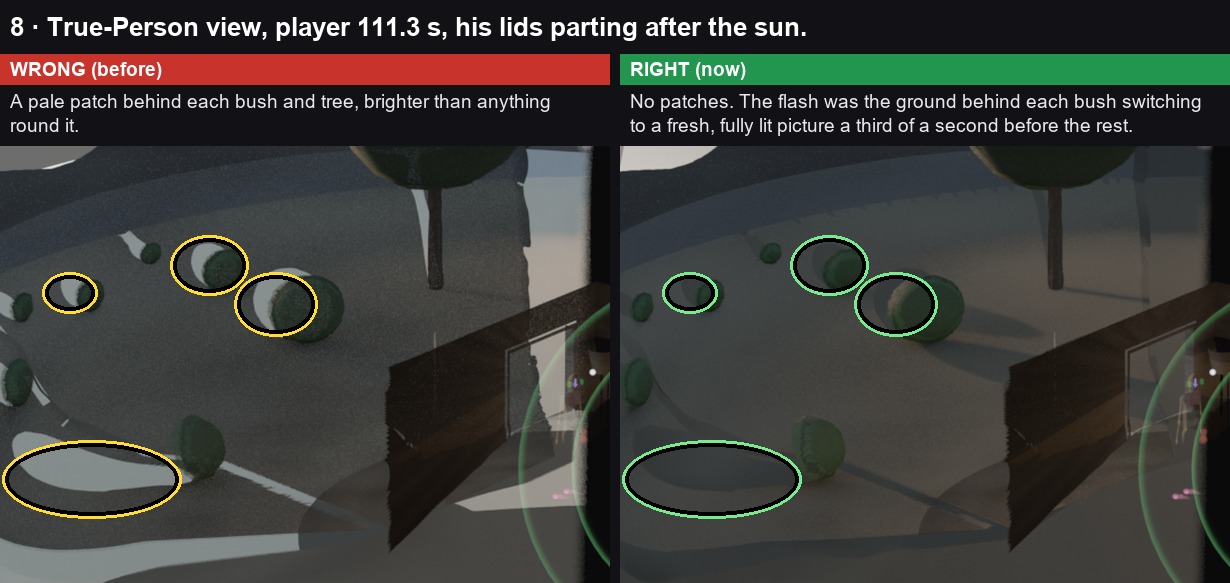 8 · True-Person view, player 111.3 s, his lids parting after the sun.
WRONG (before)
A pale patch behind each bush and tree, brighter than anything
round it.
RIGHT (now)
No patches. The flash was the ground behind each bush switching
to a fresh, fully lit picture a third of a second before the rest.